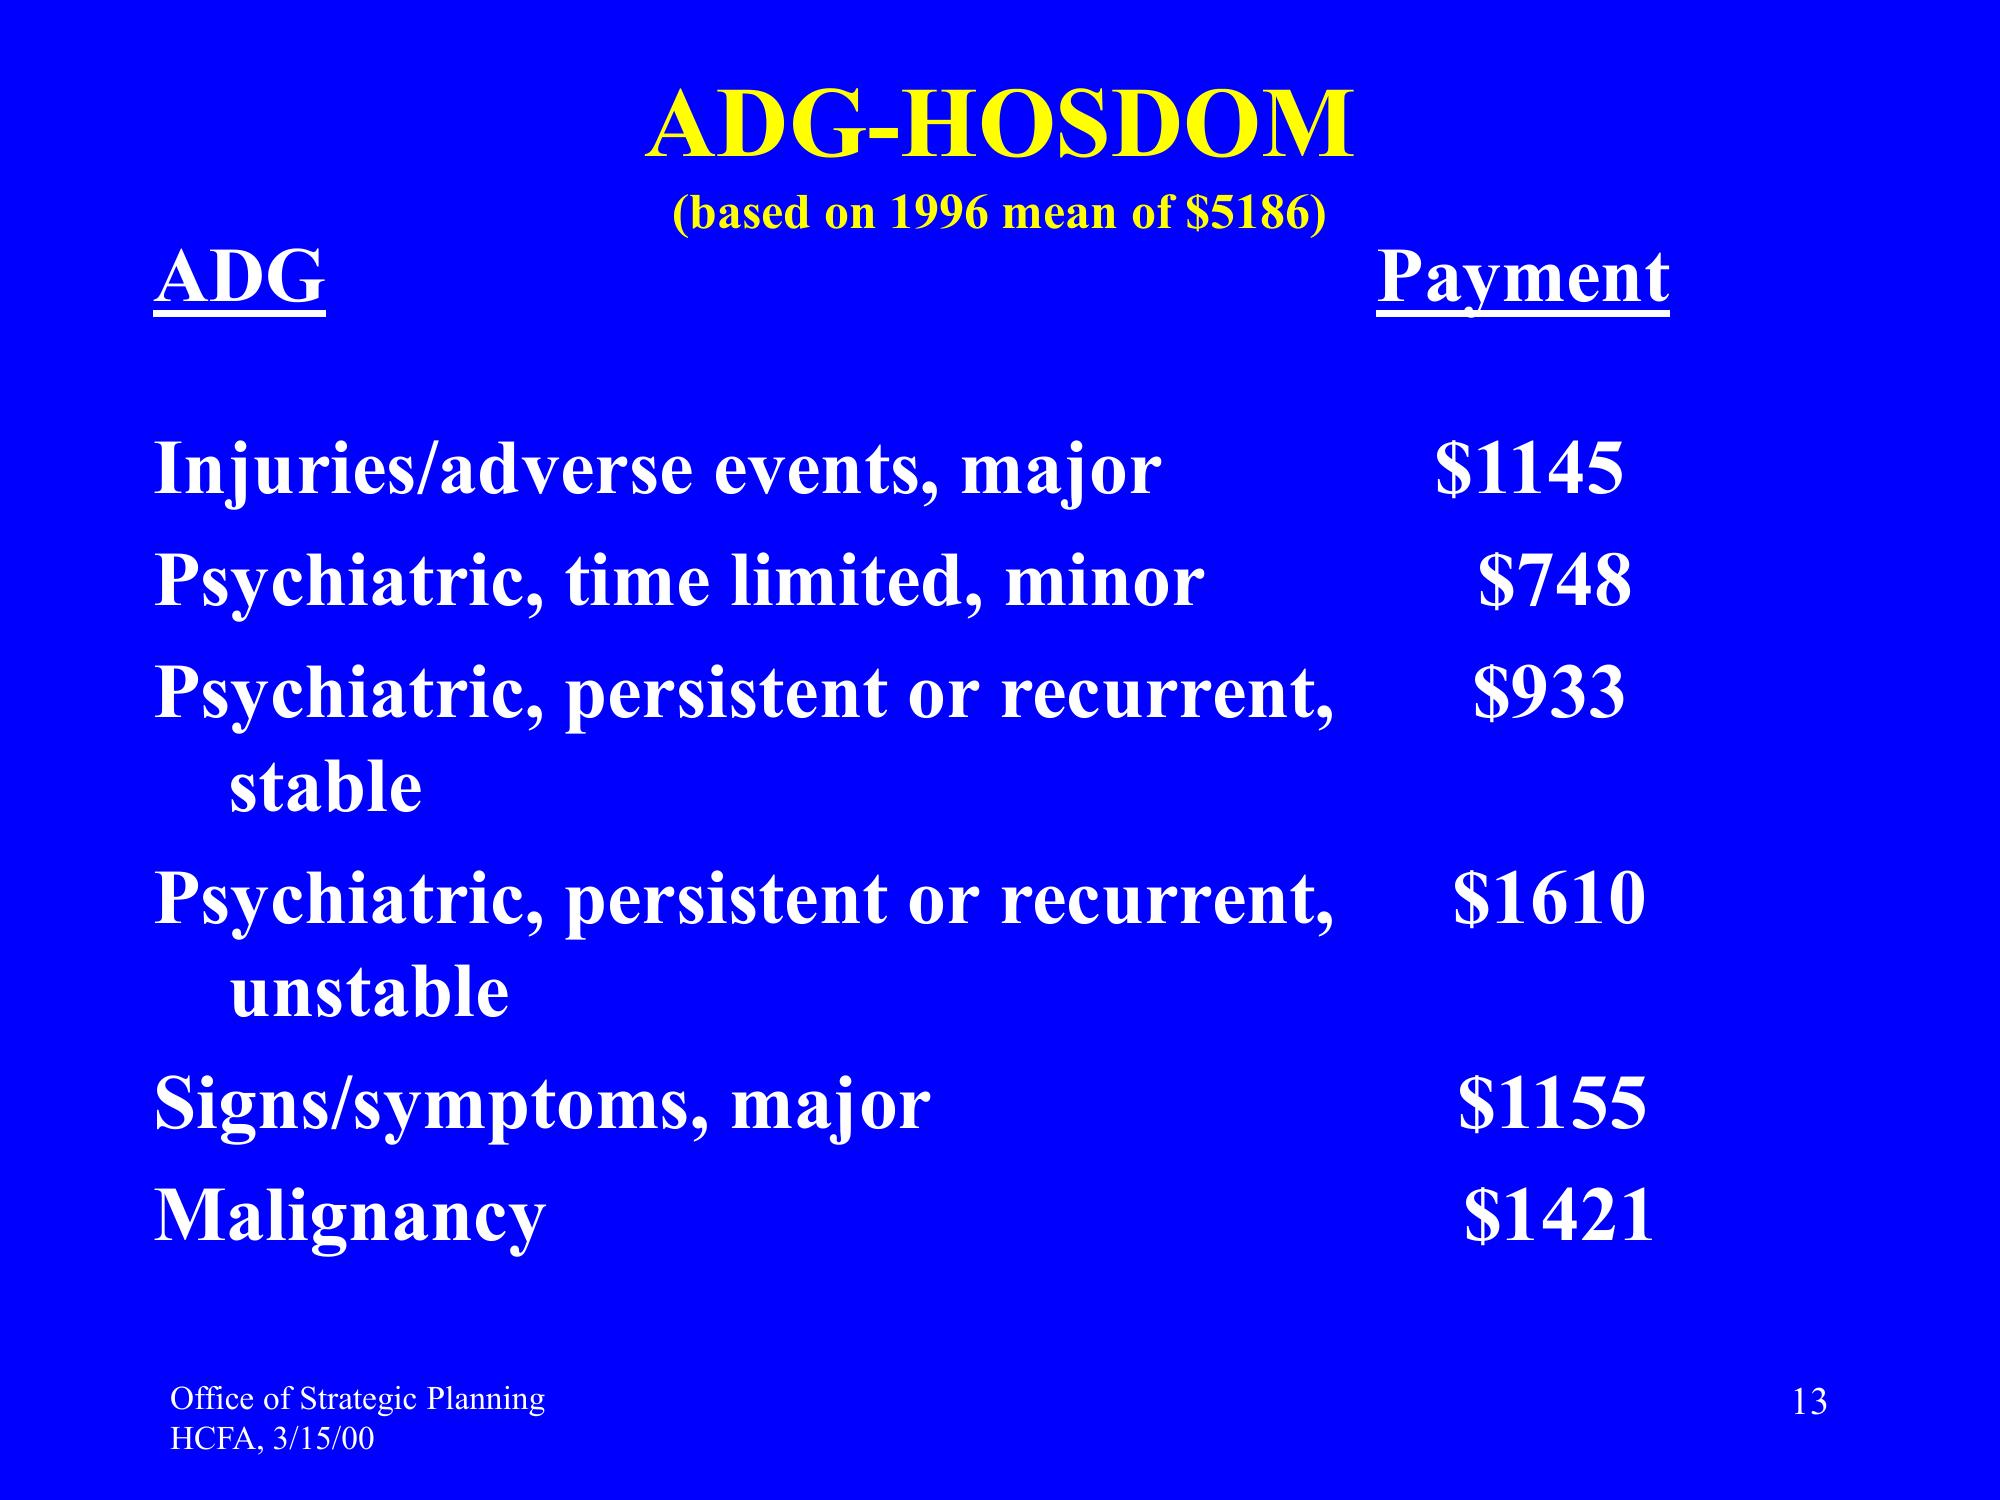 ADG-HOSDOM
(based on 1996 mean of $5186)
ADG Payment
Injuries/adverse events, major $1145
Psychiatric, time limited, minor $748
Psychiatric, persistent or recurrent, $933
stable
Psychiatric, persistent or recurrent, $1610
unstable
Signs/symptoms, major $1155
Malignancy $1421
Office of Strategic Planning
HCFA, 3/15/00
13